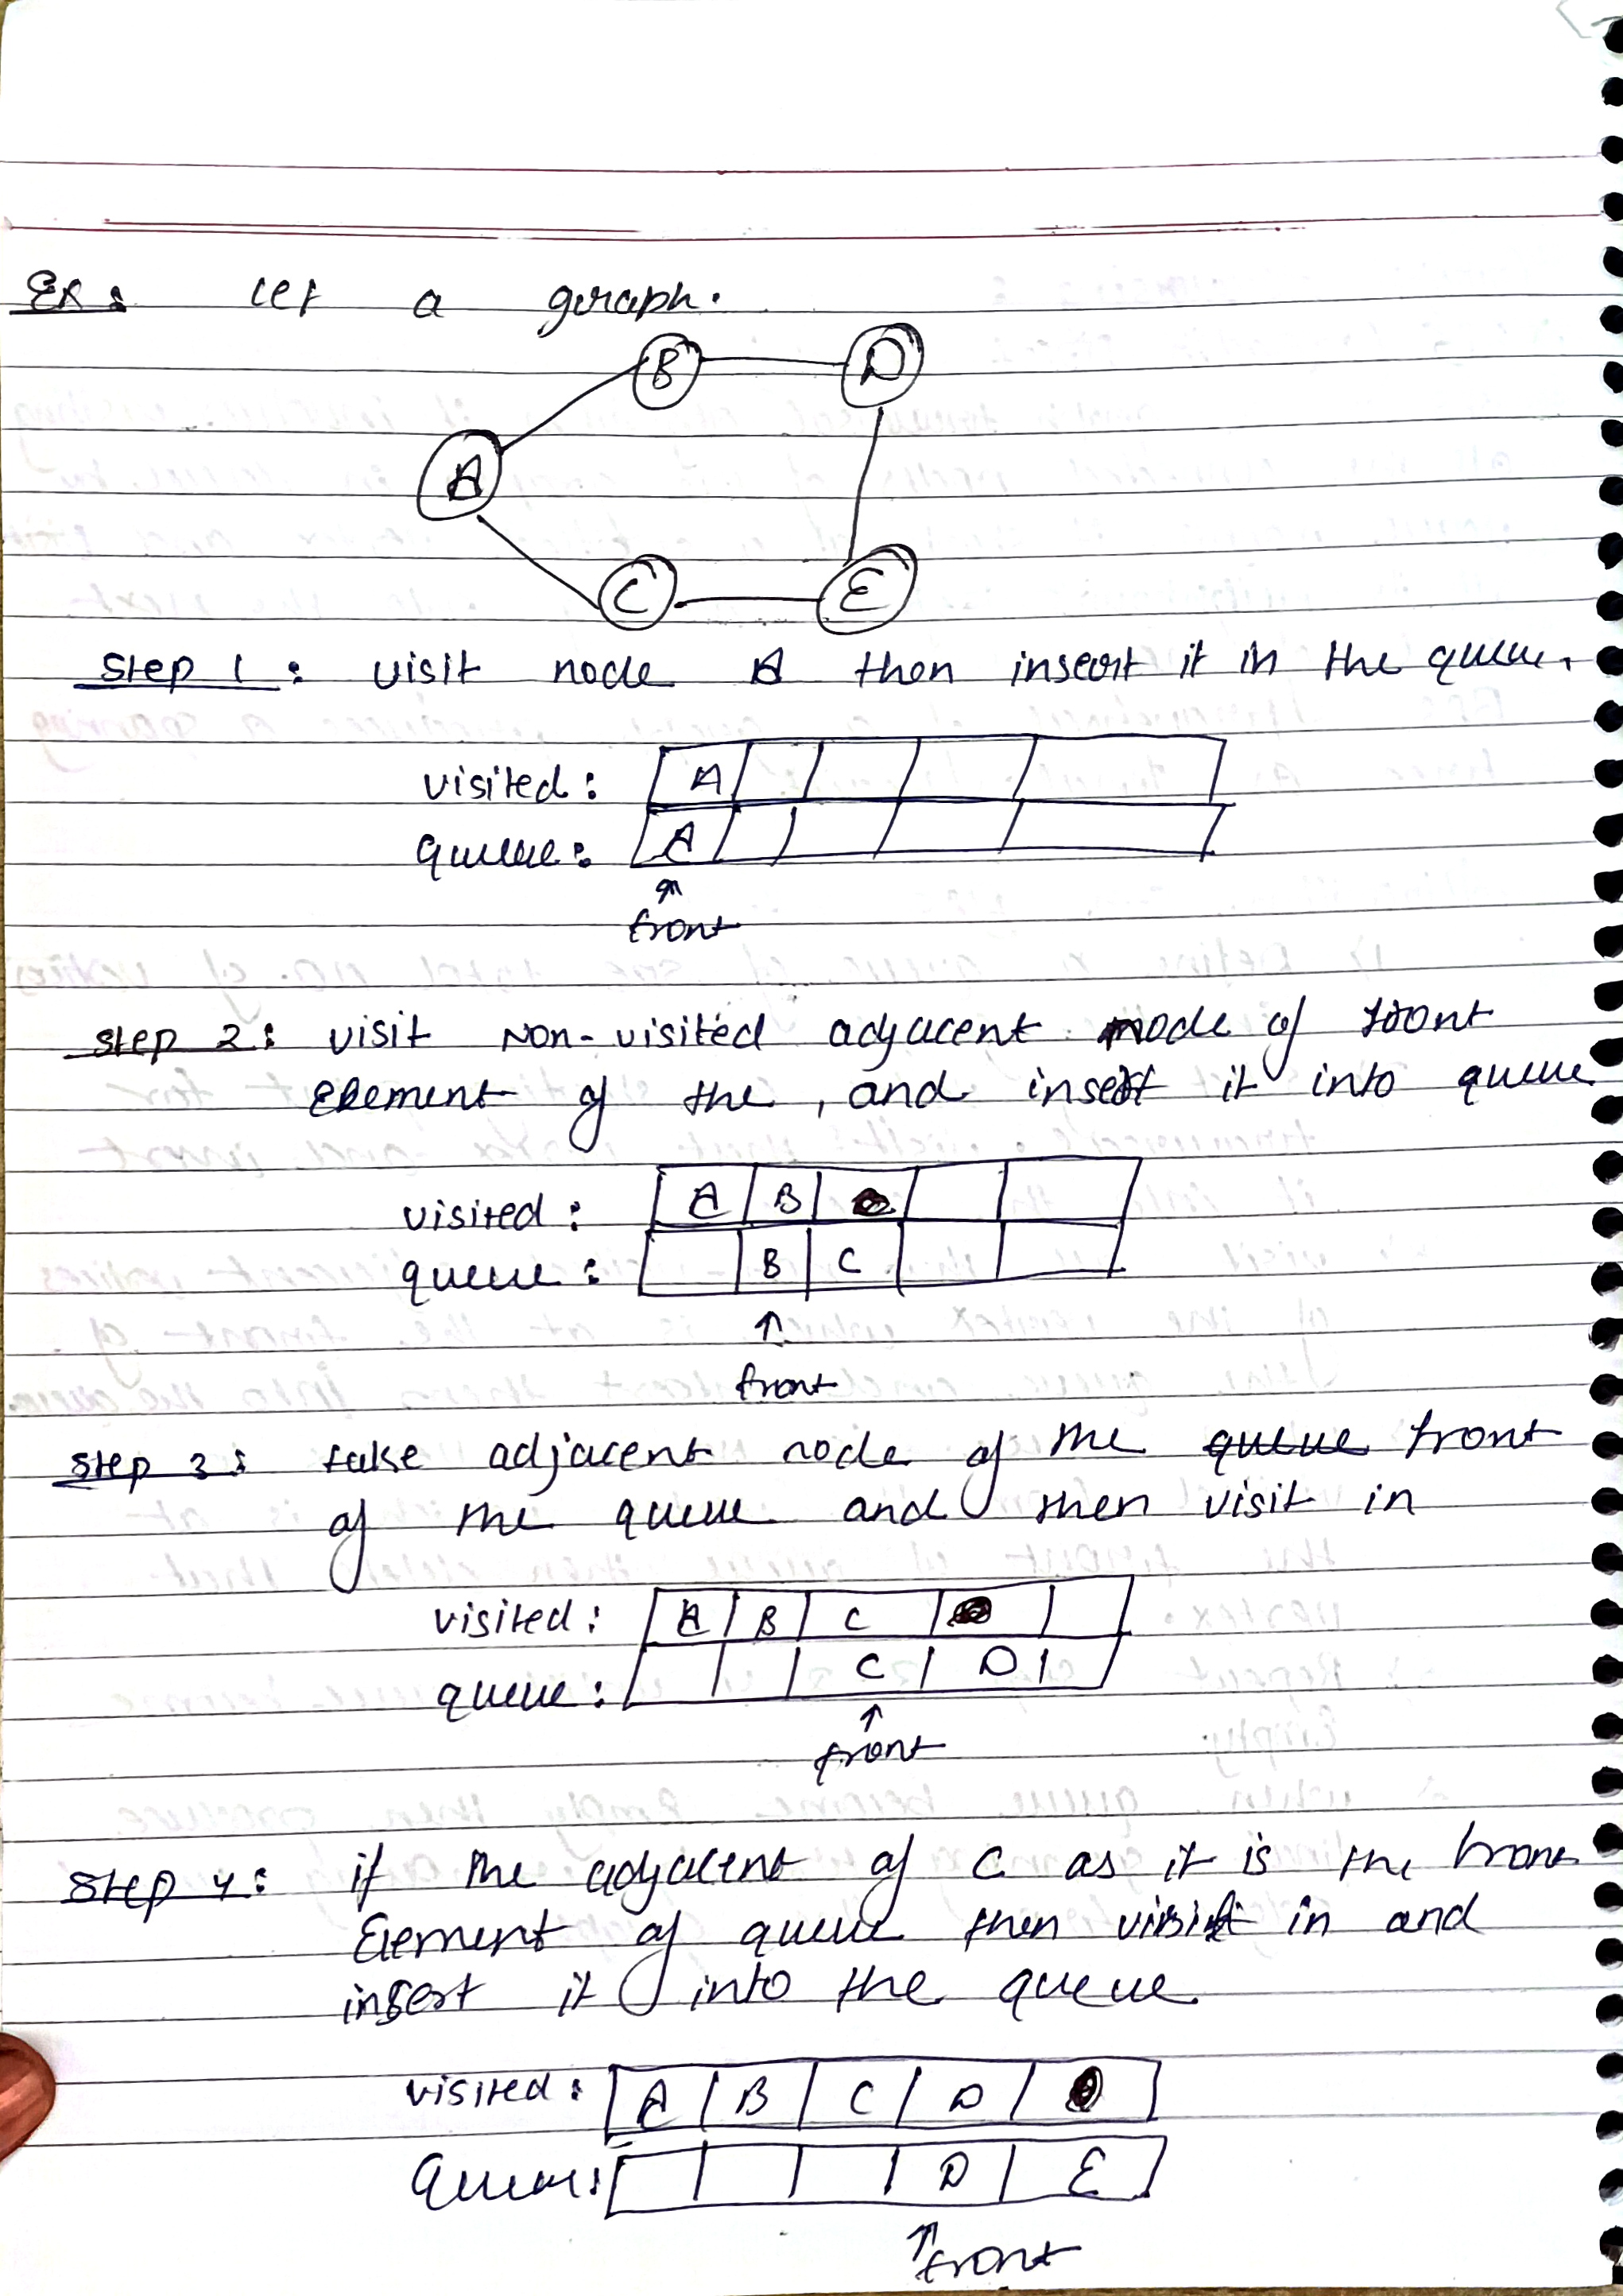 Ex: let a graph.
B D
A
C E
Step 1: visit node A then insert it in the queue.
visited: A
queue: A
front
step 2: visit Non-visited adjacent node of front
Element of the, and insert it into queue
visited: A B
queue: B C
front
step 3: take adjacent node of the queue front
of the queue and then visit in
visited: A B C
queue: C D
front
Step 4: if the adjacent of C as it is the front
Element of queue then visit in and
insert it into the queue
visited: A B C D
Queue: D E
front